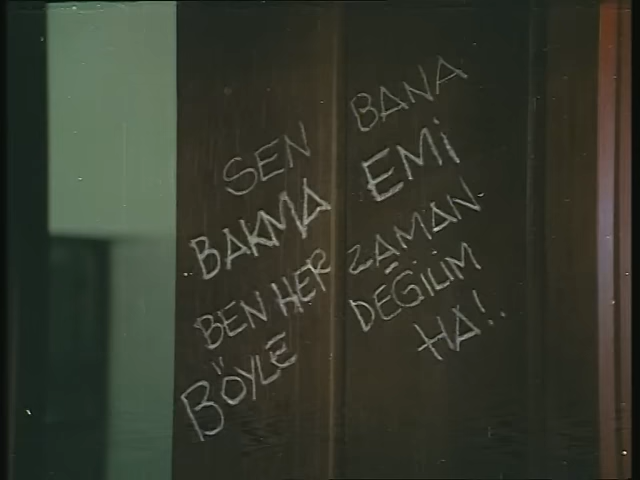 SEN BANA
BAKMA EMİ
BEN HER ZAMAN
BÖYLE DEĞİLİM
HA!..